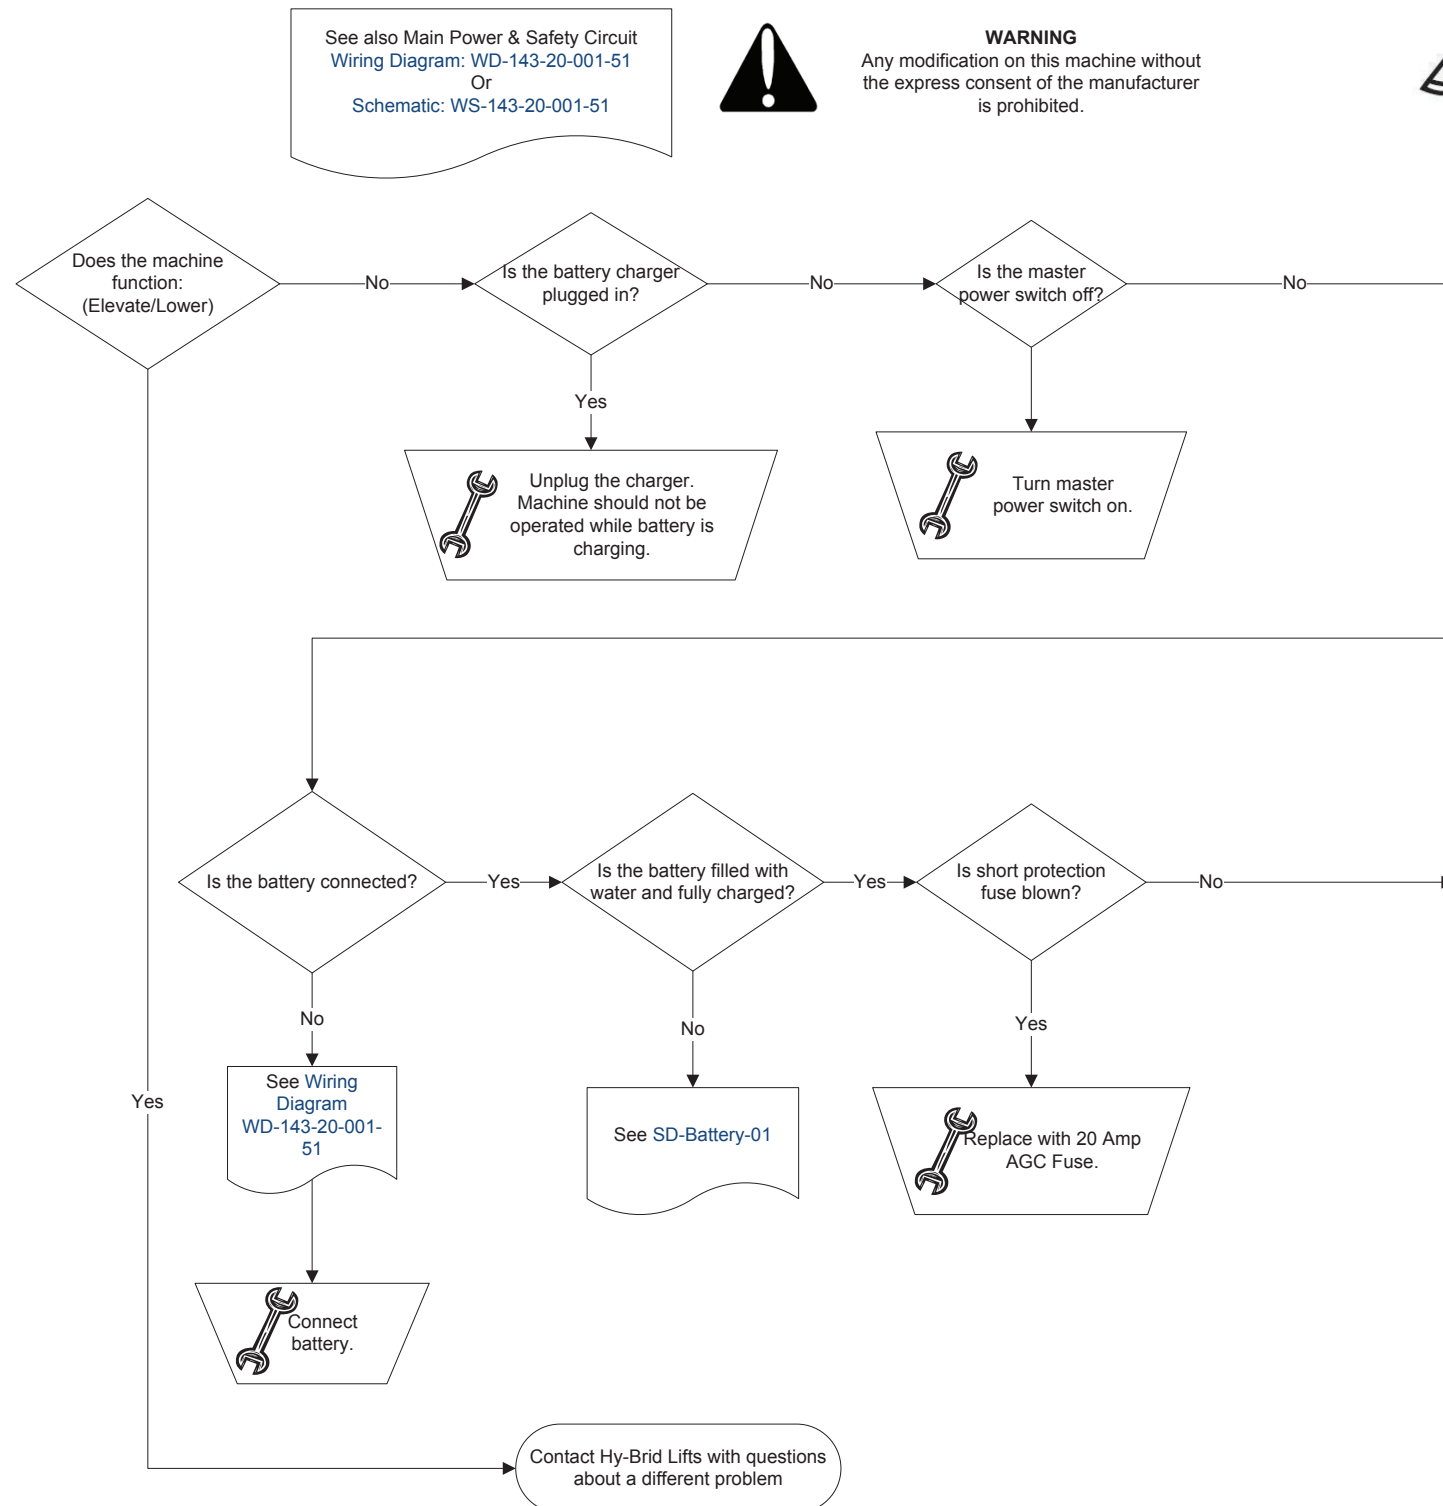 See also Main Power & Safety Circuit
Wiring Diagram: WD-143-20-001-51
Or
Schematic: WS-143-20-001-51
WARNING
Any modification on this machine without
the express consent of the manufacturer
is prohibited.
Does the machine
function:
(Elevate/Lower)
No
Is the battery charger
plugged in?
No
Is the master
power switch off?
No
Yes
Unplug the charger.
Machine should not be
operated while battery is
charging.
Turn master
power switch on.
Is the battery connected?
Yes
Is the battery filled with
water and fully charged?
Yes
Is short protection
fuse blown?
No
No
No
Yes
Yes
See Wiring
Diagram
WD-143-20-001-
51
See SD-Battery-01
Replace with 20 Amp
AGC Fuse.
Connect
battery.
Contact Hy-Brid Lifts with questions
about a different problem